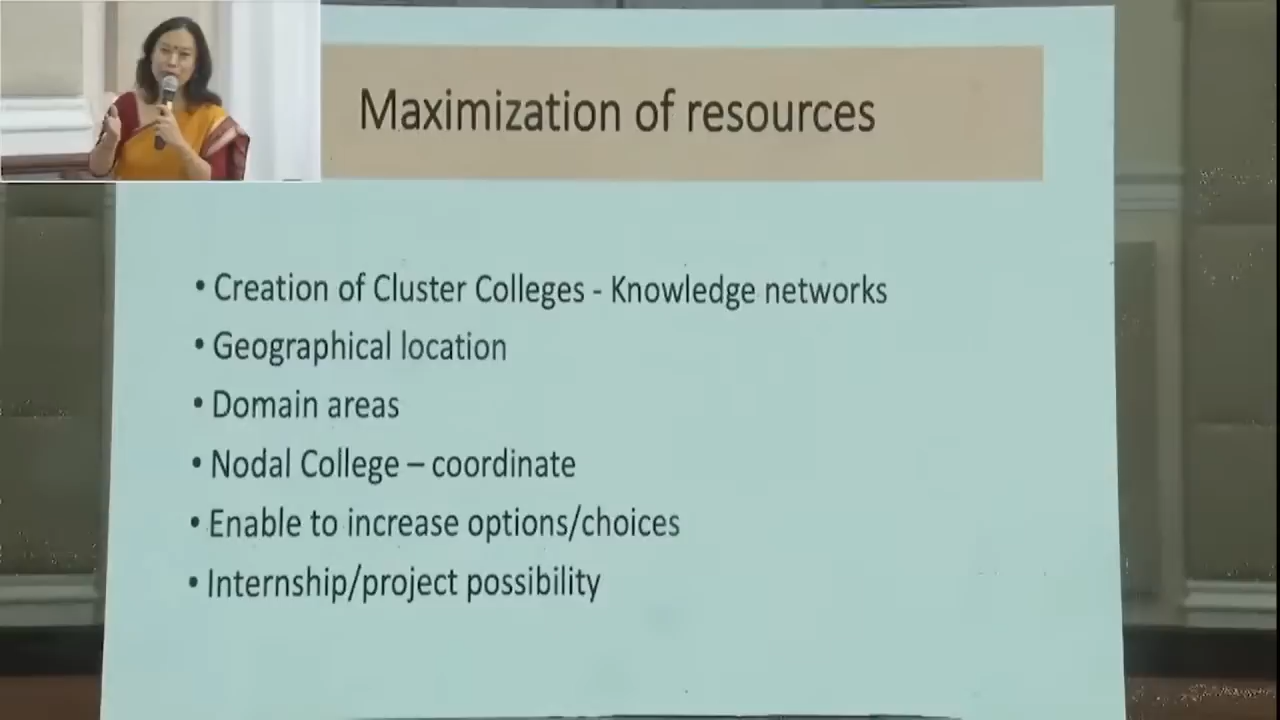 Maximization of resources
• Creation of Cluster Colleges - Knowledge networks
• Geographical location
• Domain areas
• Nodal College – coordinate
• Enable to increase options/choices
• Internship/project possibility